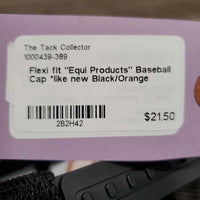 The Tack Collector
1000439-389
Flexi fit "Equi Products" Baseball
Cap *like new Black/Orange
2B2H42
$21.50